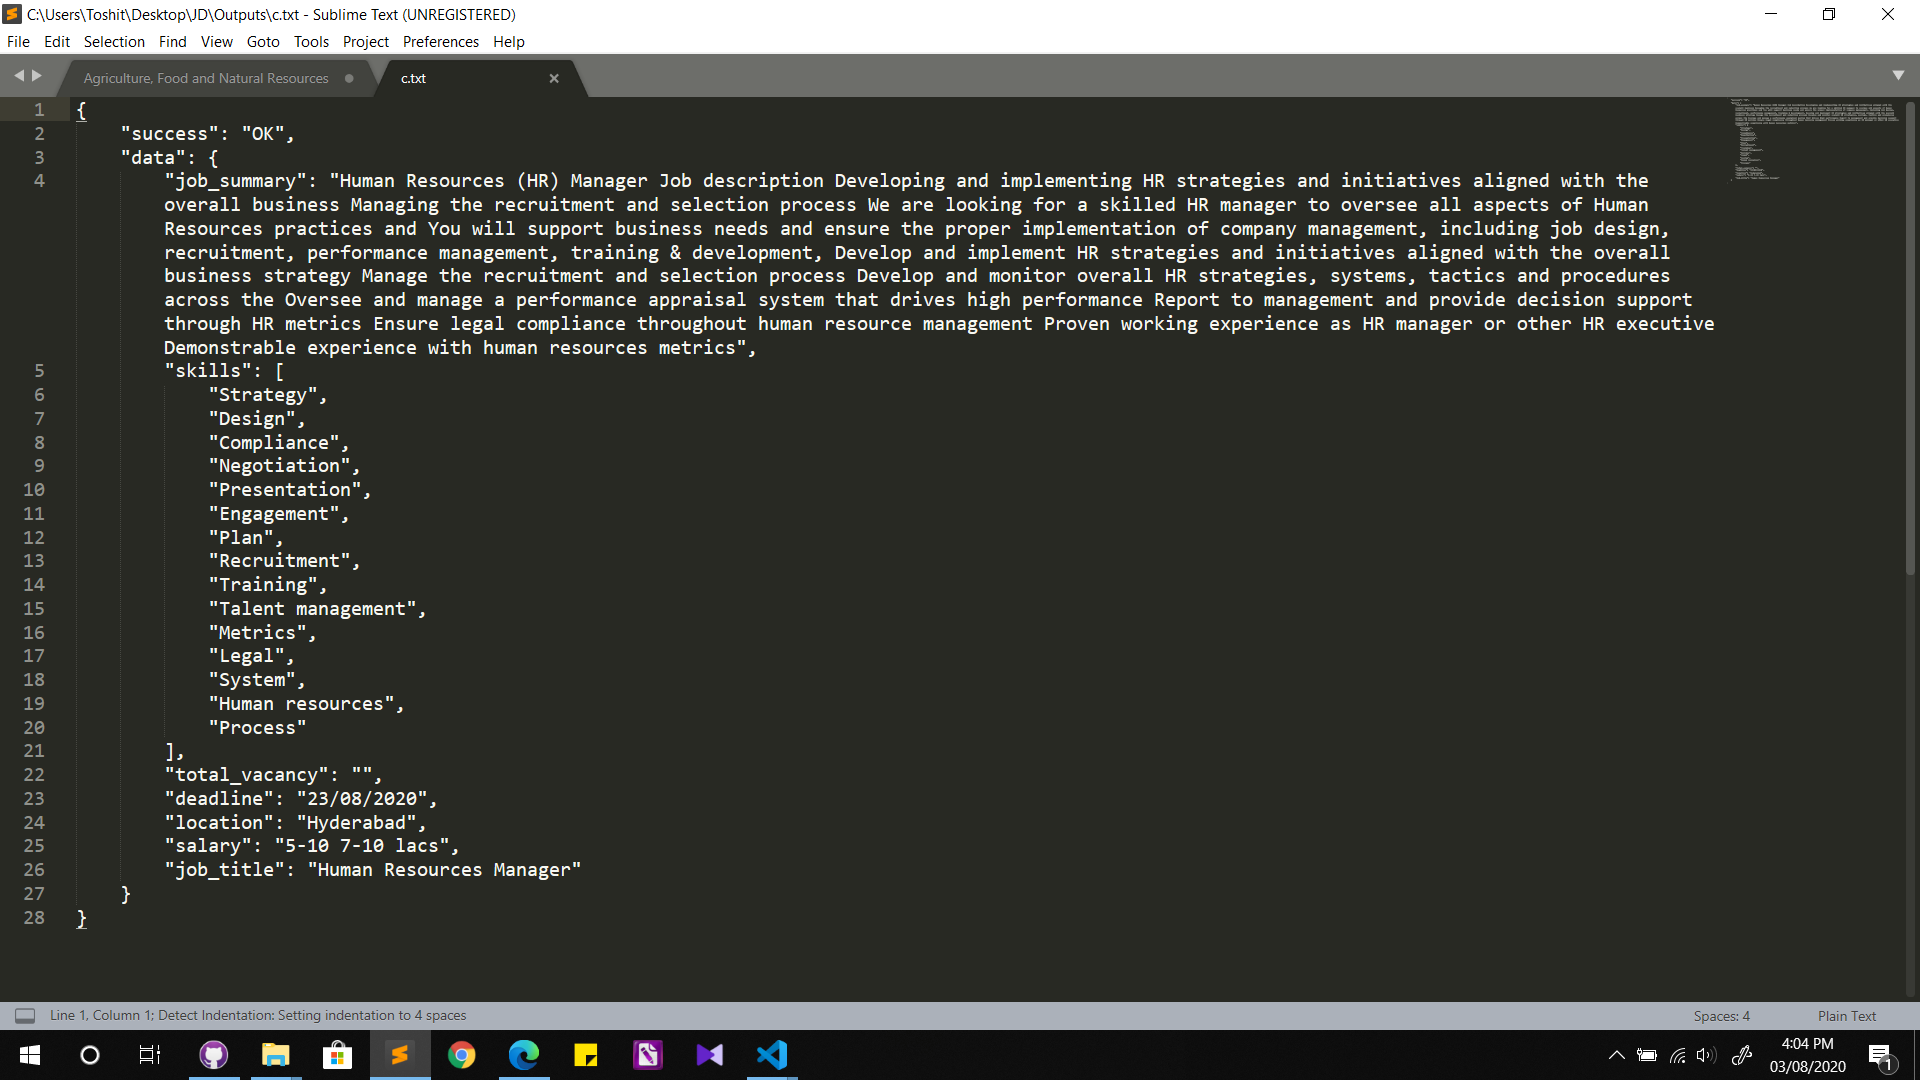 C:\Users\Toshit\Desktop\JD\Outputs\c.txt - Sublime Text (UNREGISTERED)
File Edit Selection Find View Goto Tools Project Preferences Help
Agriculture, Food and Natural Resources
c.txt
1 {
2 "success": "OK",
3 "data": {
4 "job_summary": "Human Resources (HR) Manager Job description Developing and implementing HR strategies and initiatives aligned with the
overall business Managing the recruitment and selection process We are looking for a skilled HR manager to oversee all aspects of Human
Resources practices and You will support business needs and ensure the proper implementation of company management, including job design,
recruitment, performance management, training & development, Develop and implement HR strategies and initiatives aligned with the overall
business strategy Manage the recruitment and selection process Develop and monitor overall HR strategies, systems, tactics and procedures
across the Oversee and manage a performance appraisal system that drives high performance Report to management and provide decision support
through HR metrics Ensure legal compliance throughout human resource management Proven working experience as HR manager or other HR executive
Demonstrable experience with human resources metrics",
5 "skills": [
6 "Strategy",
7 "Design",
8 "Compliance",
9 "Negotiation",
10 "Presentation",
11 "Engagement",
12 "Plan",
13 "Recruitment",
14 "Training",
15 "Talent management",
16 "Metrics",
17 "Legal",
18 "System",
19 "Human resources",
20 "Process"
21 ],
22 "total_vacancy": "",
23 "deadline": "23/08/2020",
24 "location": "Hyderabad",
25 "salary": "5-10 7-10 lacs",
26 "job_title": "Human Resources Manager"
27 }
28 }
Line 1, Column 1; Detect Indentation: Setting indentation to 4 spaces
Spaces: 4
Plain Text
4:04 PM
03/08/2020
1